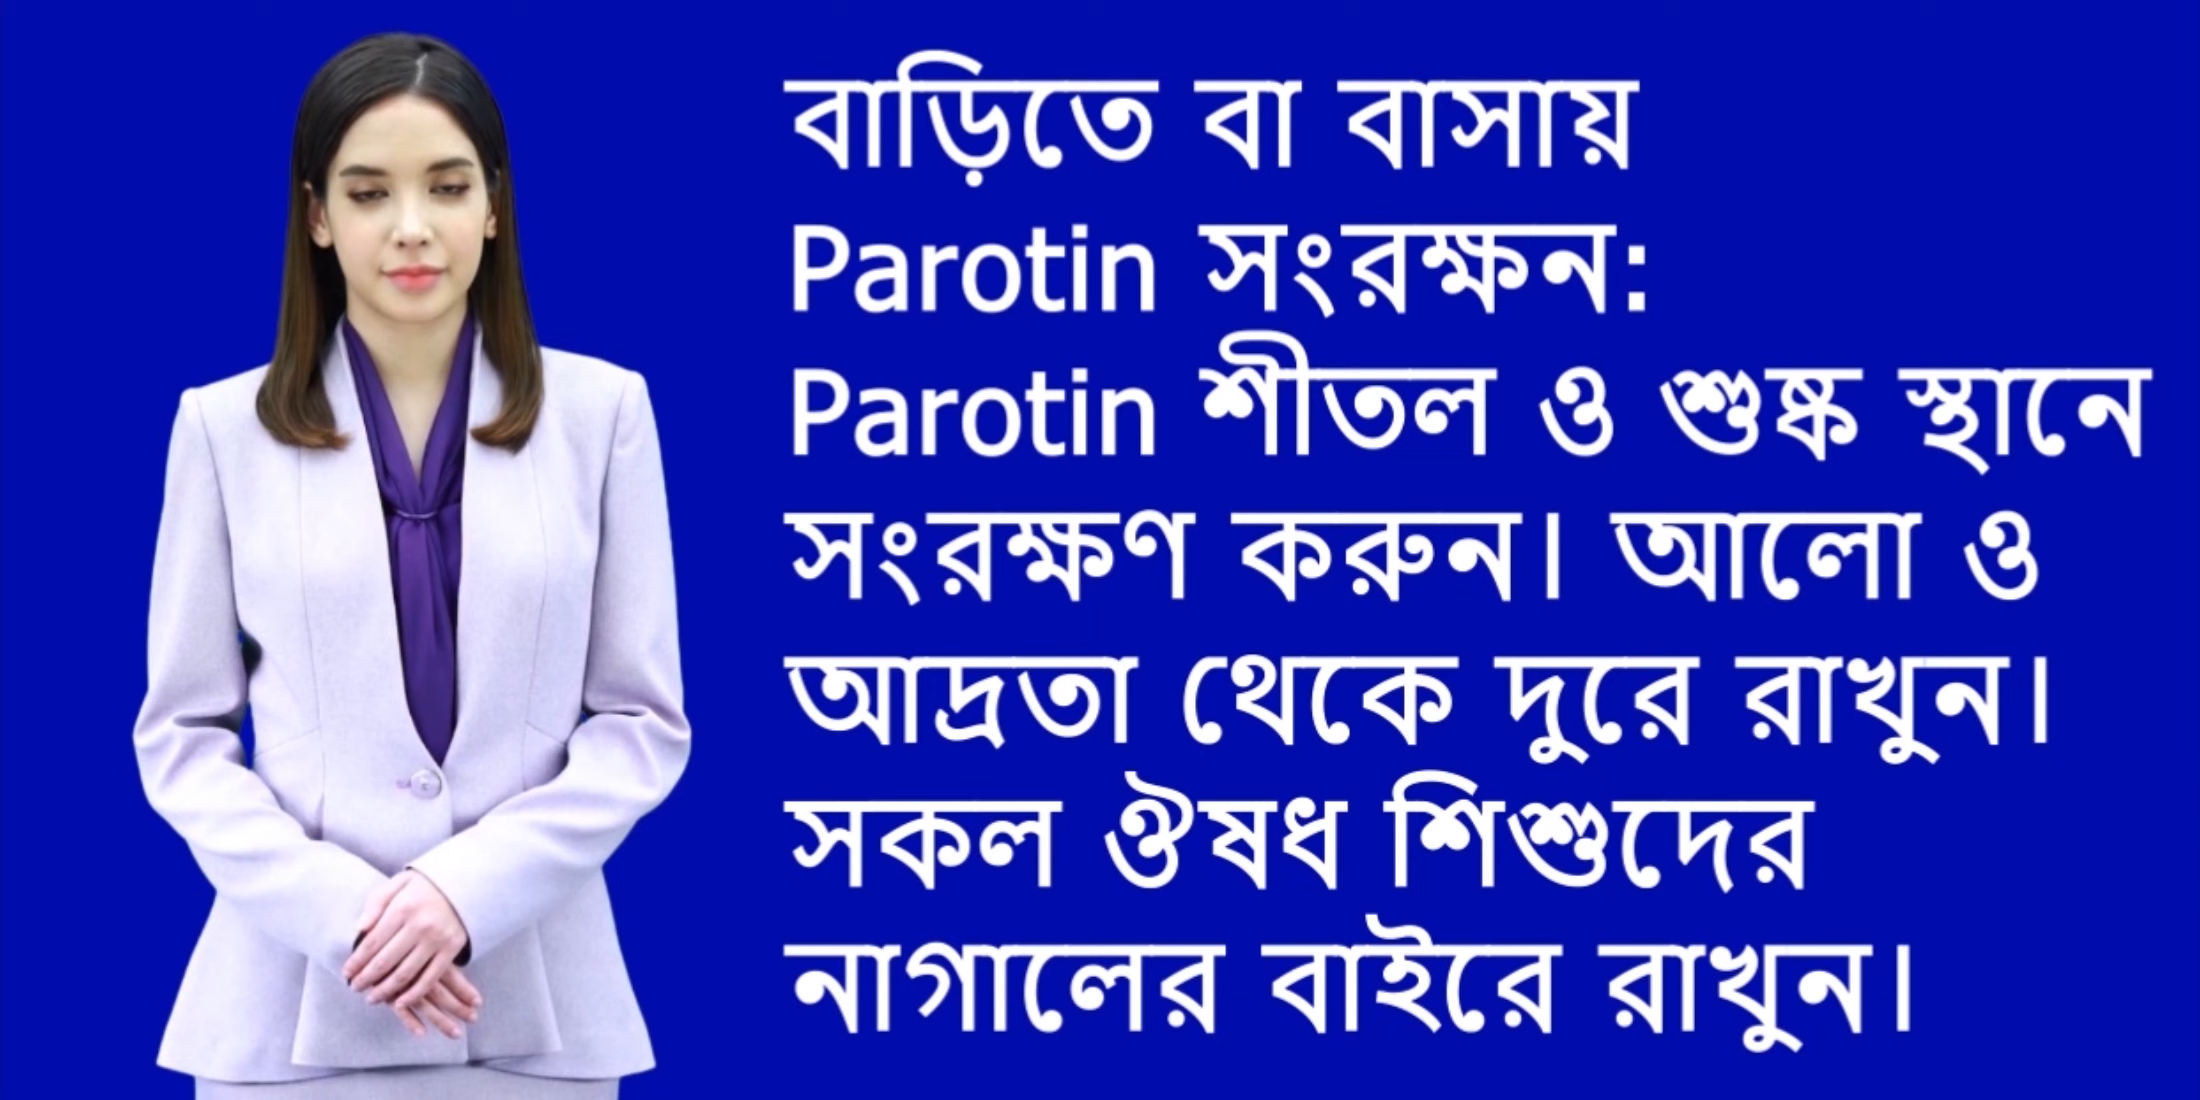 বাড়িতে বা বাসায়
Parotin সংরক্ষন:
Parotin শীতল ও শুষ্ক স্থানে
সংরক্ষণ করুন। আলো ও
আদ্রতা থেকে দুরে রাখুন।
সকল ঔষধ শিশুদের
নাগালের বাইরে রাখুন।